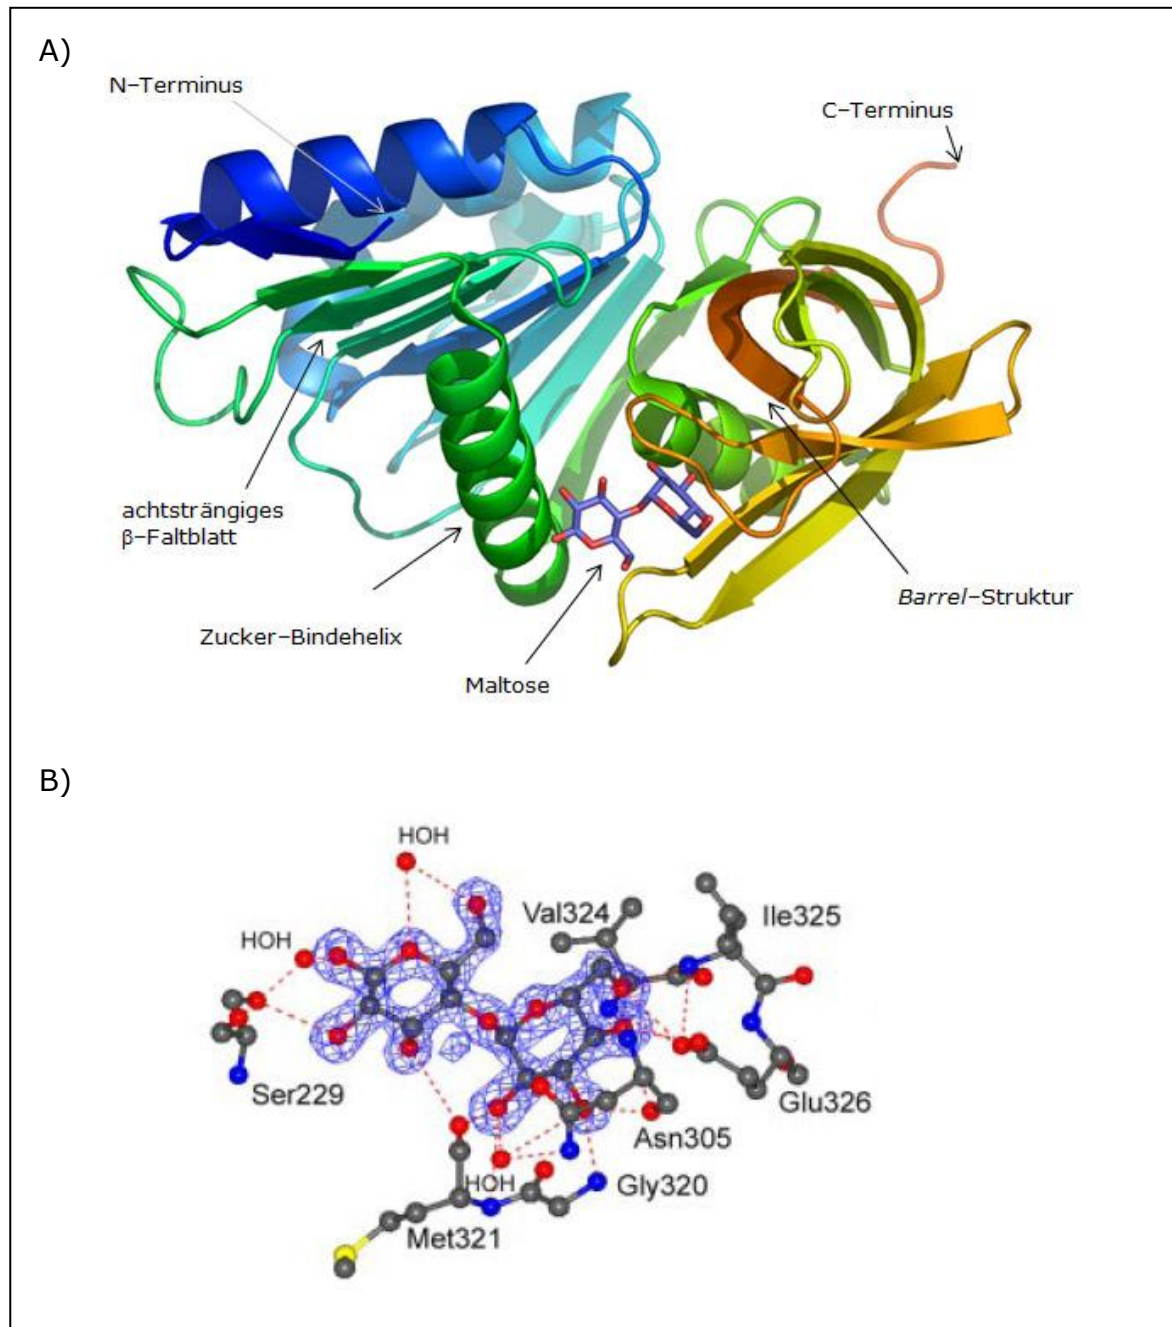 A)
N-Terminus
C-Terminus
achtsträngiges
β-Faltblatt
Zucker-Bindehelix
Barrel-Struktur
Maltose
B)
HOH
Val324
Ile325
HOH
Ser229
Glu326
Asn305
HOH
Gly320
Met321